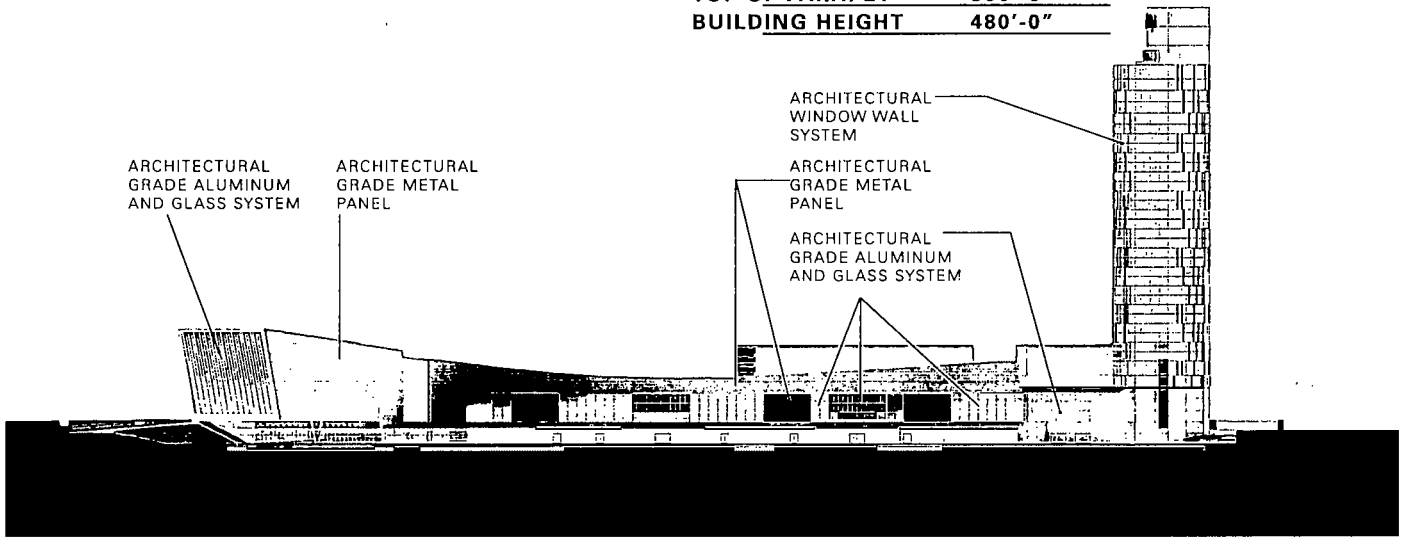 BUILDING HEIGHT 480'-0"
ARCHITECTURAL
WINDOW WALL
SYSTEM
ARCHITECTURAL
GRADE ALUMINUM
AND GLASS SYSTEM
ARCHITECTURAL
GRADE METAL
PANEL
ARCHITECTURAL
GRADE METAL
PANEL
ARCHITECTURAL
GRADE ALUMINUM
AND GLASS SYSTEM